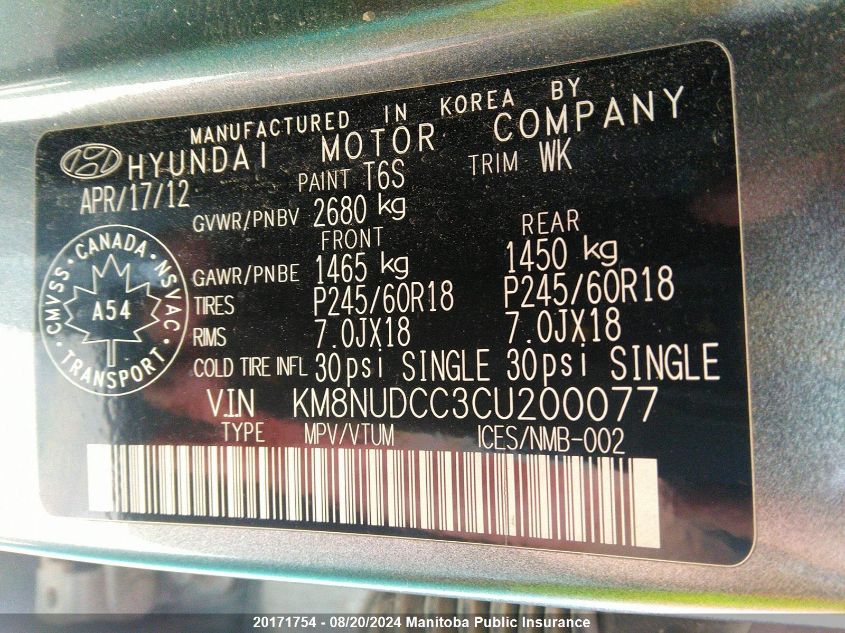 MANUFACTURED IN KOREA BY
HYUNDAI MOTOR COMPANY
APR/17/12 PAINT T6S TRIM WK
GVWR/PNBV 2680 kg
FRONT REAR
GAWR/PNBE 1465 kg 1450 kg
TIRES P245/60R18 P245/60R18
RIMS 7.0JX18 7.0JX18
COLD TIRE INFL 30psi SINGLE 30psi SINGLE
CMVSS • CANADA • NSVAC • TRANSPORT •
A54
V.IN KM8NUDCC3CU200077
TYPE MPV/VTUM ICES/NMB-002
20171754 - 08/20/2024 Manitoba Public Insurance